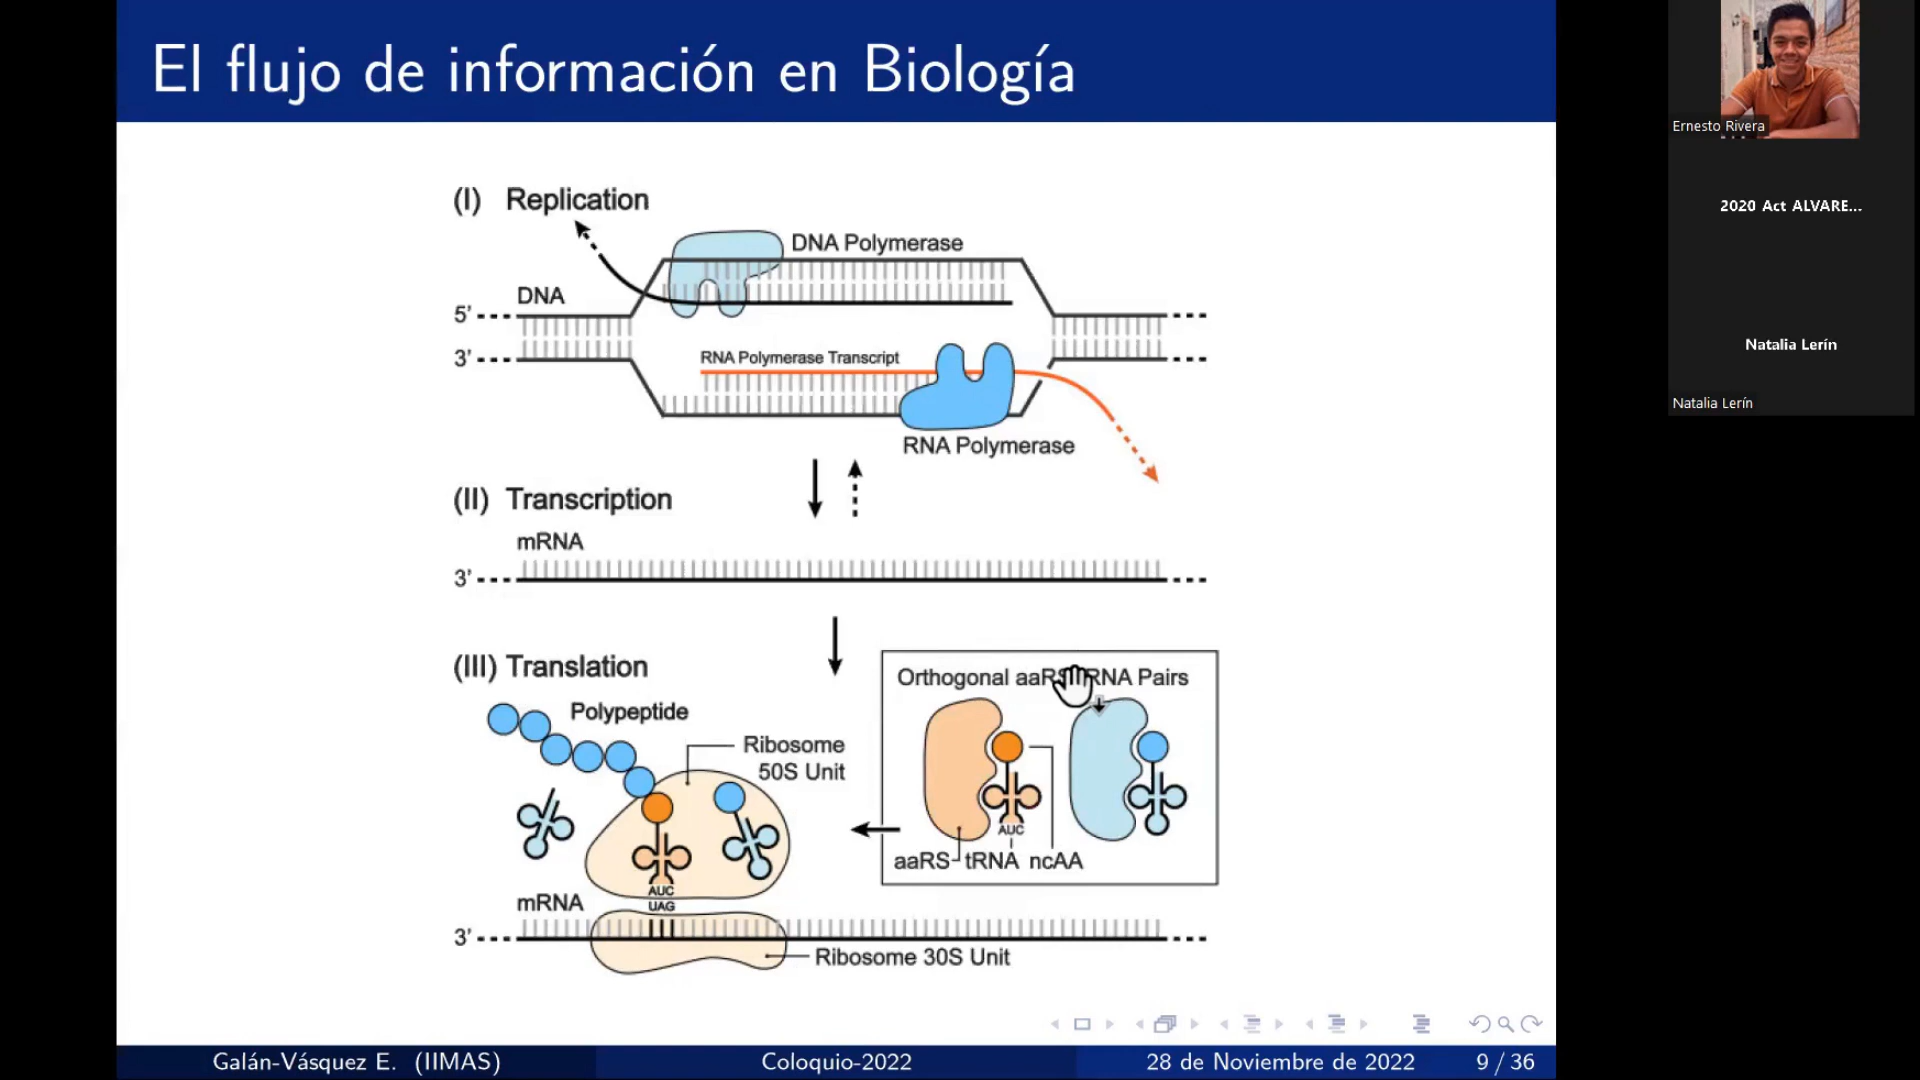 El flujo de información en Biología
(I) Replication
DNA Polymerase
DNA
5'
3'
RNA Polymerase Transcript
RNA Polymerase
(II) Transcription
mRNA
3'
(III) Translation
Polypeptide
Ribosome
50S Unit
Orthogonal aaRS RNA Pairs
AUC
aaRS tRNA ncAA
AUC
UAG
mRNA
3'
Ribosome 30S Unit
Galán-Vásquez E. (IIMAS)
Coloquio-2022
28 de Noviembre de 2022
9 / 36
Ernesto Rivera
2020 Act ALVARE...
Natalia Lerín
Natalia Lerín